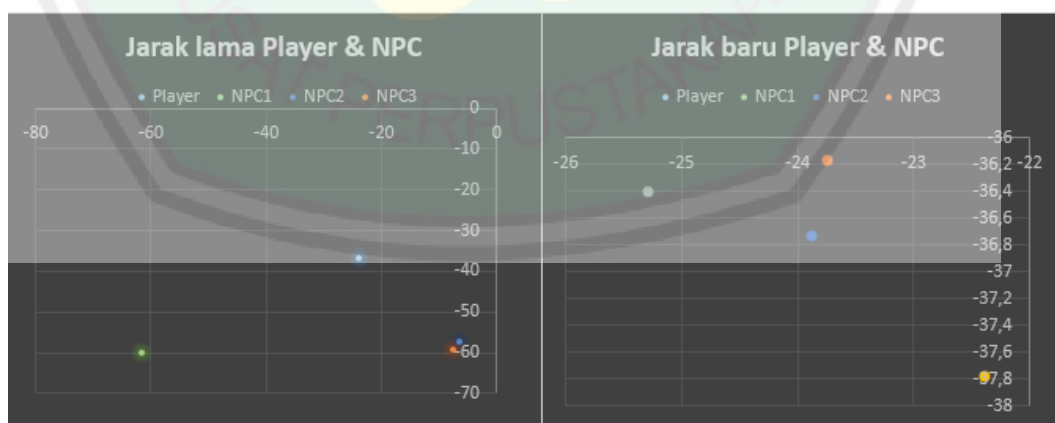 Jarak lama Player & NPC
Player NPC1 NPC2 NPC3
0
-80 -60 -40 -20 0
-10
-20
-30
-40
-50
-60
-70
Jarak baru Player & NPC
Player NPC1 NPC2 NPC3
-36
-26 -25 -24 -23 -22
-36,2
-36,4
-36,6
-36,8
-37
-37,2
-37,4
-37,6
-37,8
-38
PUSAT PERPUSTAKAAN